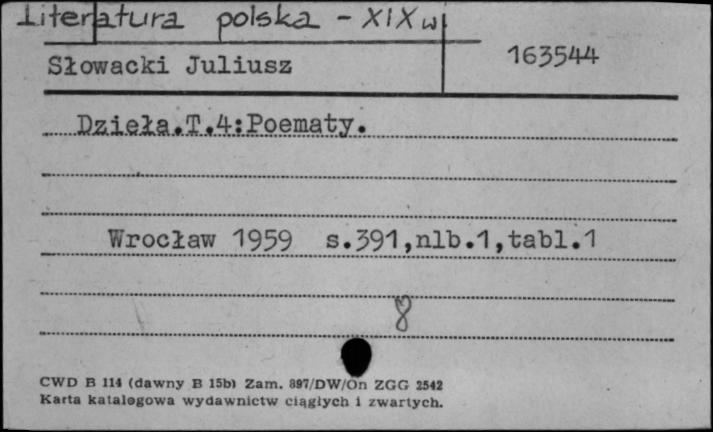 Literatura polska - XIX w
Słowacki Juliusz
163544
Dzieła.T.4:Poematy.
Wrocław 1959 s.391,nlb.1,tabl.1
8
CWD B 114 (dawny B 15b) Zam. 897/DW/On ZGG 2542
Karta katalogowa wydawnictw ciągłych i zwartych.